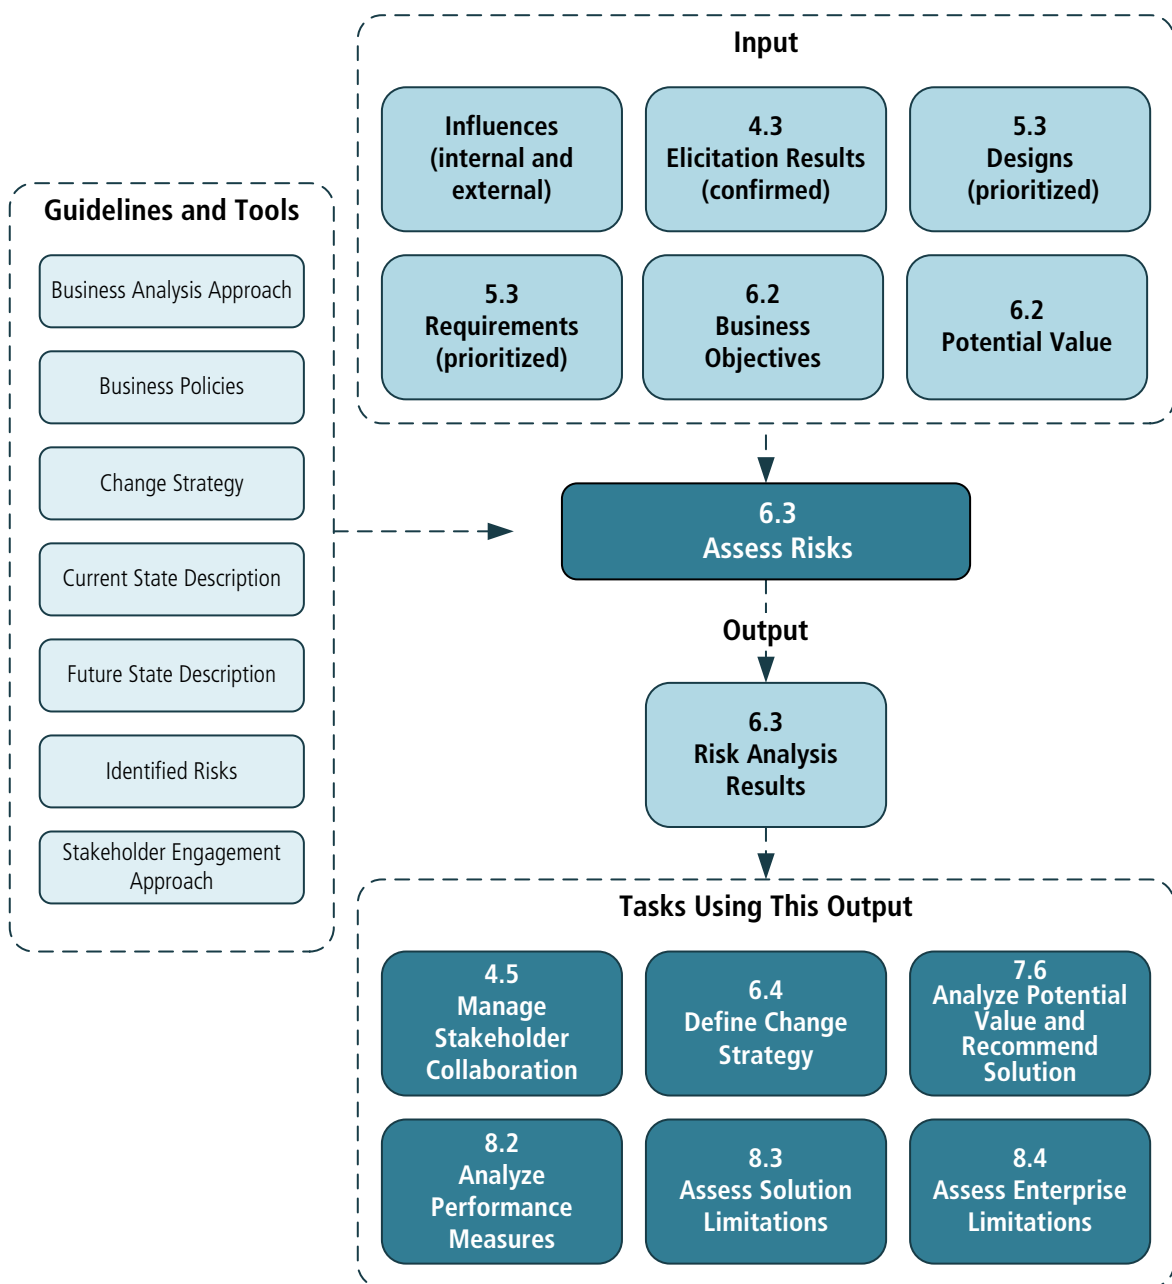 Input
Influences
(internal and
external)
4.3
Elicitation Results
(confirmed)
5.3
Designs
(prioritized)
5.3
Requirements
(prioritized)
6.2
Business
Objectives
6.2
Potential Value
Guidelines and Tools
Business Analysis Approach
Business Policies
Change Strategy
Current State Description
Future State Description
Identified Risks
Stakeholder Engagement
Approach
6.3
Assess Risks
Output
6.3
Risk Analysis
Results
Tasks Using This Output
4.5
Manage
Stakeholder
Collaboration
6.4
Define Change
Strategy
7.6
Analyze Potential
Value and
Recommend
Solution
8.2
Analyze
Performance
Measures
8.3
Assess Solution
Limitations
8.4
Assess Enterprise
Limitations